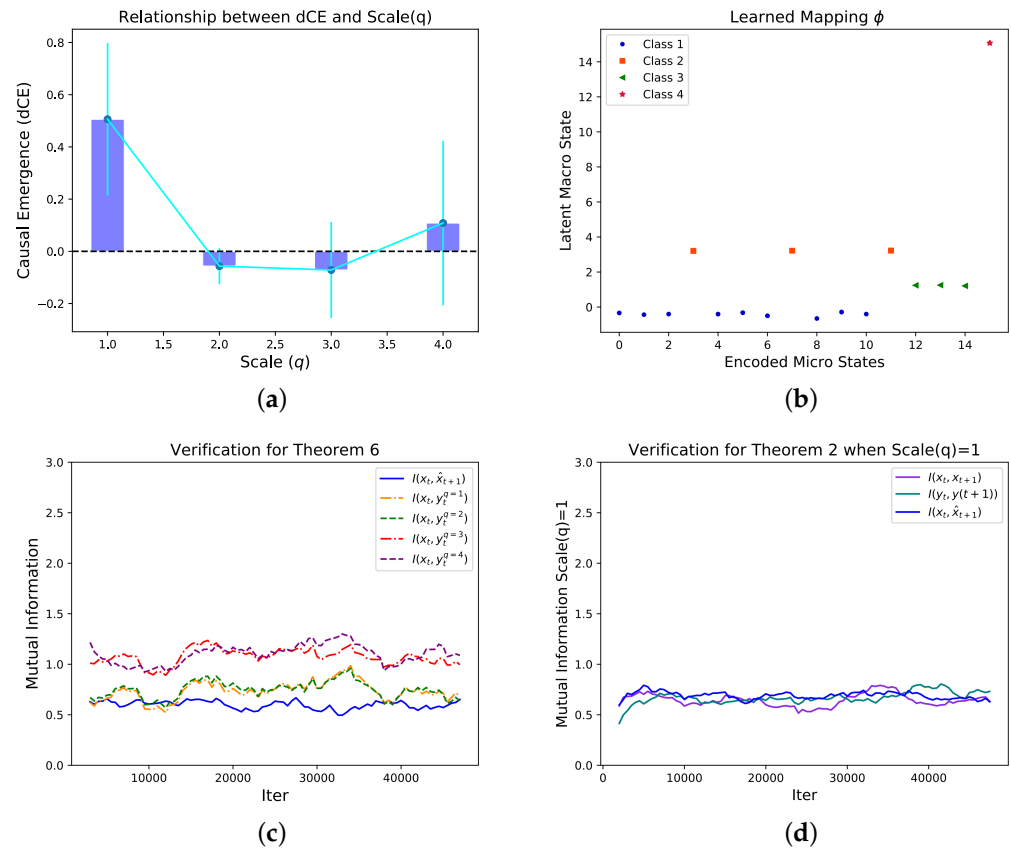 Relationship between dCE and Scale(q)
Causal Emergence (dCE)
0.8
0.6
0.4
0.2
0.0
−0.2
1.0 1.5 2.0 2.5 3.0 3.5 4.0
Scale (q)
(a)
Learned Mapping ϕ
Latent Macro State
Class 1
Class 2
Class 3
Class 4
14
12
10
8
6
4
2
0
0 2 4 6 8 10 12 14
Encoded Micro States
(b)
Verification for Theorem 6
Mutual Information
3.0
2.5
2.0
1.5
1.0
0.5
0.0
I(x_t, x̂_{t+1})
I(x_t, y_t^{q=1})
I(x_t, y_t^{q=2})
I(x_t, y_t^{q=3})
I(x_t, y_t^{q=4})
10000 20000 30000 40000
Iter
(c)
Verification for Theorem 2 when Scale(q)=1
Mutual Information Scale(q)=1
3.0
2.5
2.0
1.5
1.0
0.5
0.0
I(x_t, x_{t+1})
I(y_t, y(t+1))
I(x_t, x̂_{t+1})
0 10000 20000 30000 40000
Iter
(d)